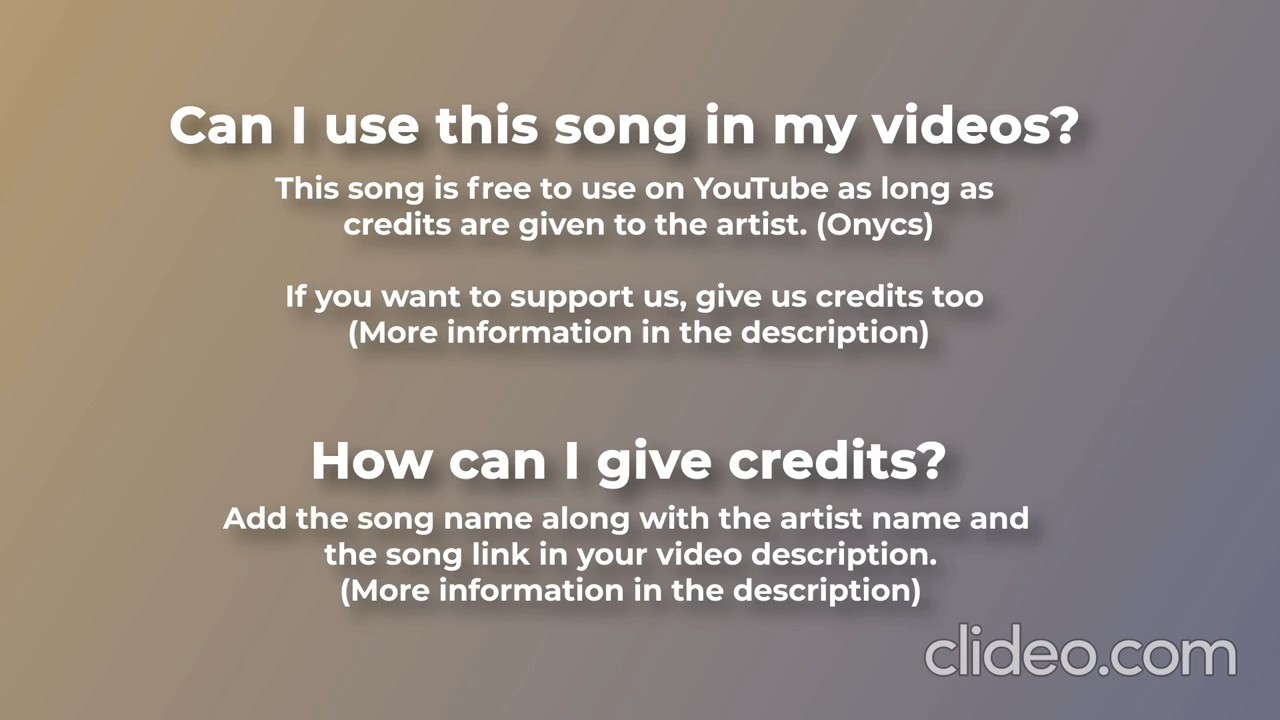 Can I use this song in my videos?
This song is free to use on YouTube as long as
credits are given to the artist. (Onycs)
If you want to support us, give us credits too
(More information in the description)
How can I give credits?
Add the song name along with the artist name and
the song link in your video description.
(More information in the description)
clideo.com